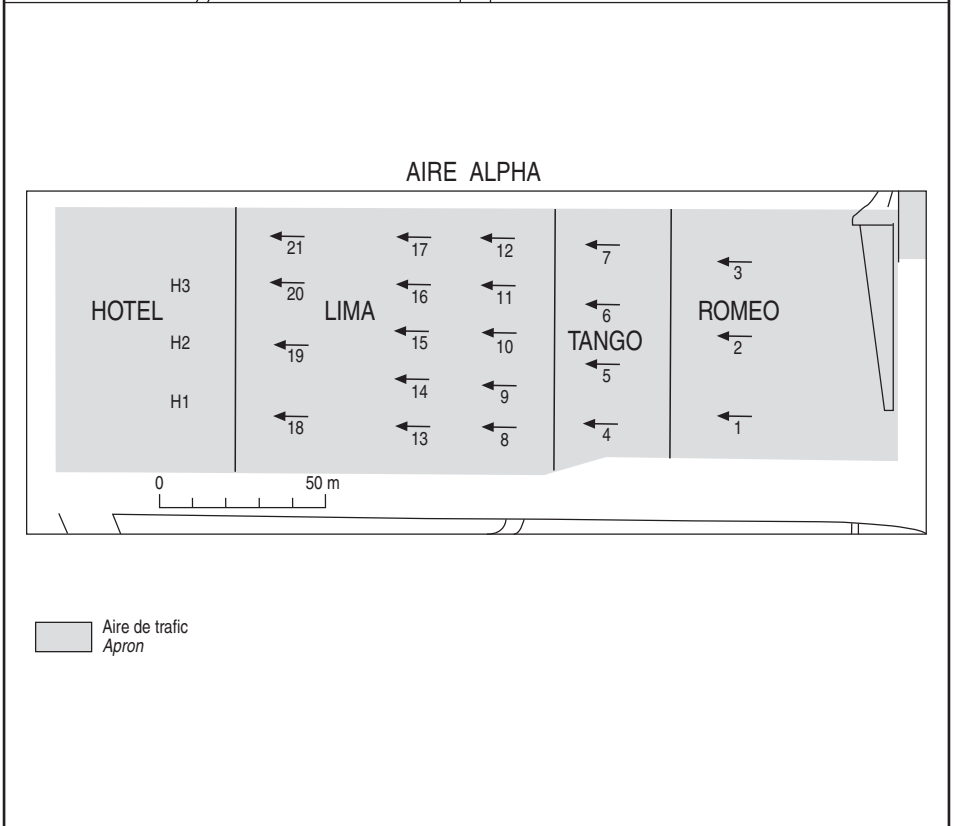 AIRE ALPHA
21 17 12 7
3
H3 20 16 11
HOTEL LIMA 6 ROMEO
H2 19 15 10 TANGO 2
14 5
H1 9
18 13 8 4 1
0 50 m
Aire de trafic
Apron